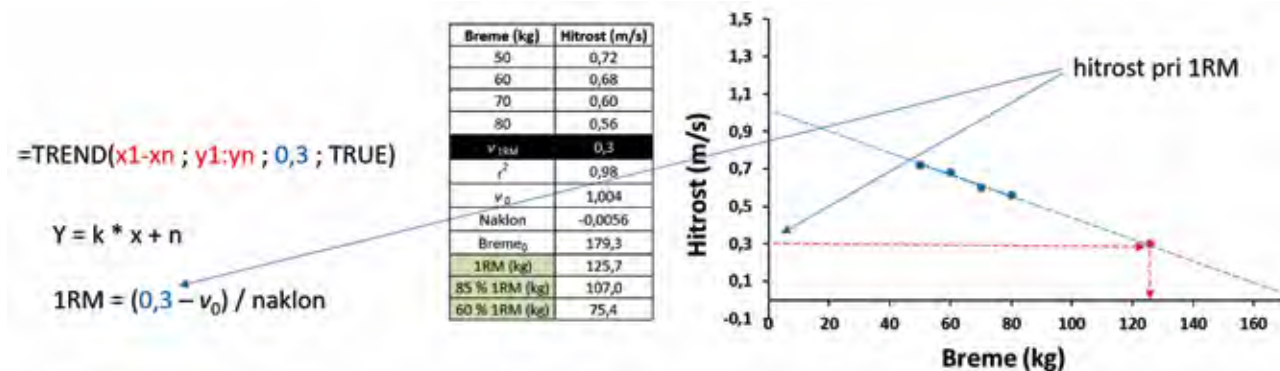 =TREND(x1-xn ; y1:yn ; 0,3 ; TRUE)
Y = k * x + n
1RM = (0,3 – v₀) / naklon
Breme (kg) Hitrost (m/s)
50 0,72
60 0,68
70 0,60
80 0,56
v 1RM 0,3
r² 0,98
v₀ 1,004
Naklon -0,0056
Breme₀ 179,3
1RM (kg) 125,7
85 % 1RM (kg) 107,0
60 % 1RM (kg) 75,4
hitrost pri 1RM
Hitrost (m/s)
1,5
1,3
1,1
0,9
0,7
0,5
0,3
0,1
-0,1
0 20 40 60 80 100 120 140 160
Breme (kg)